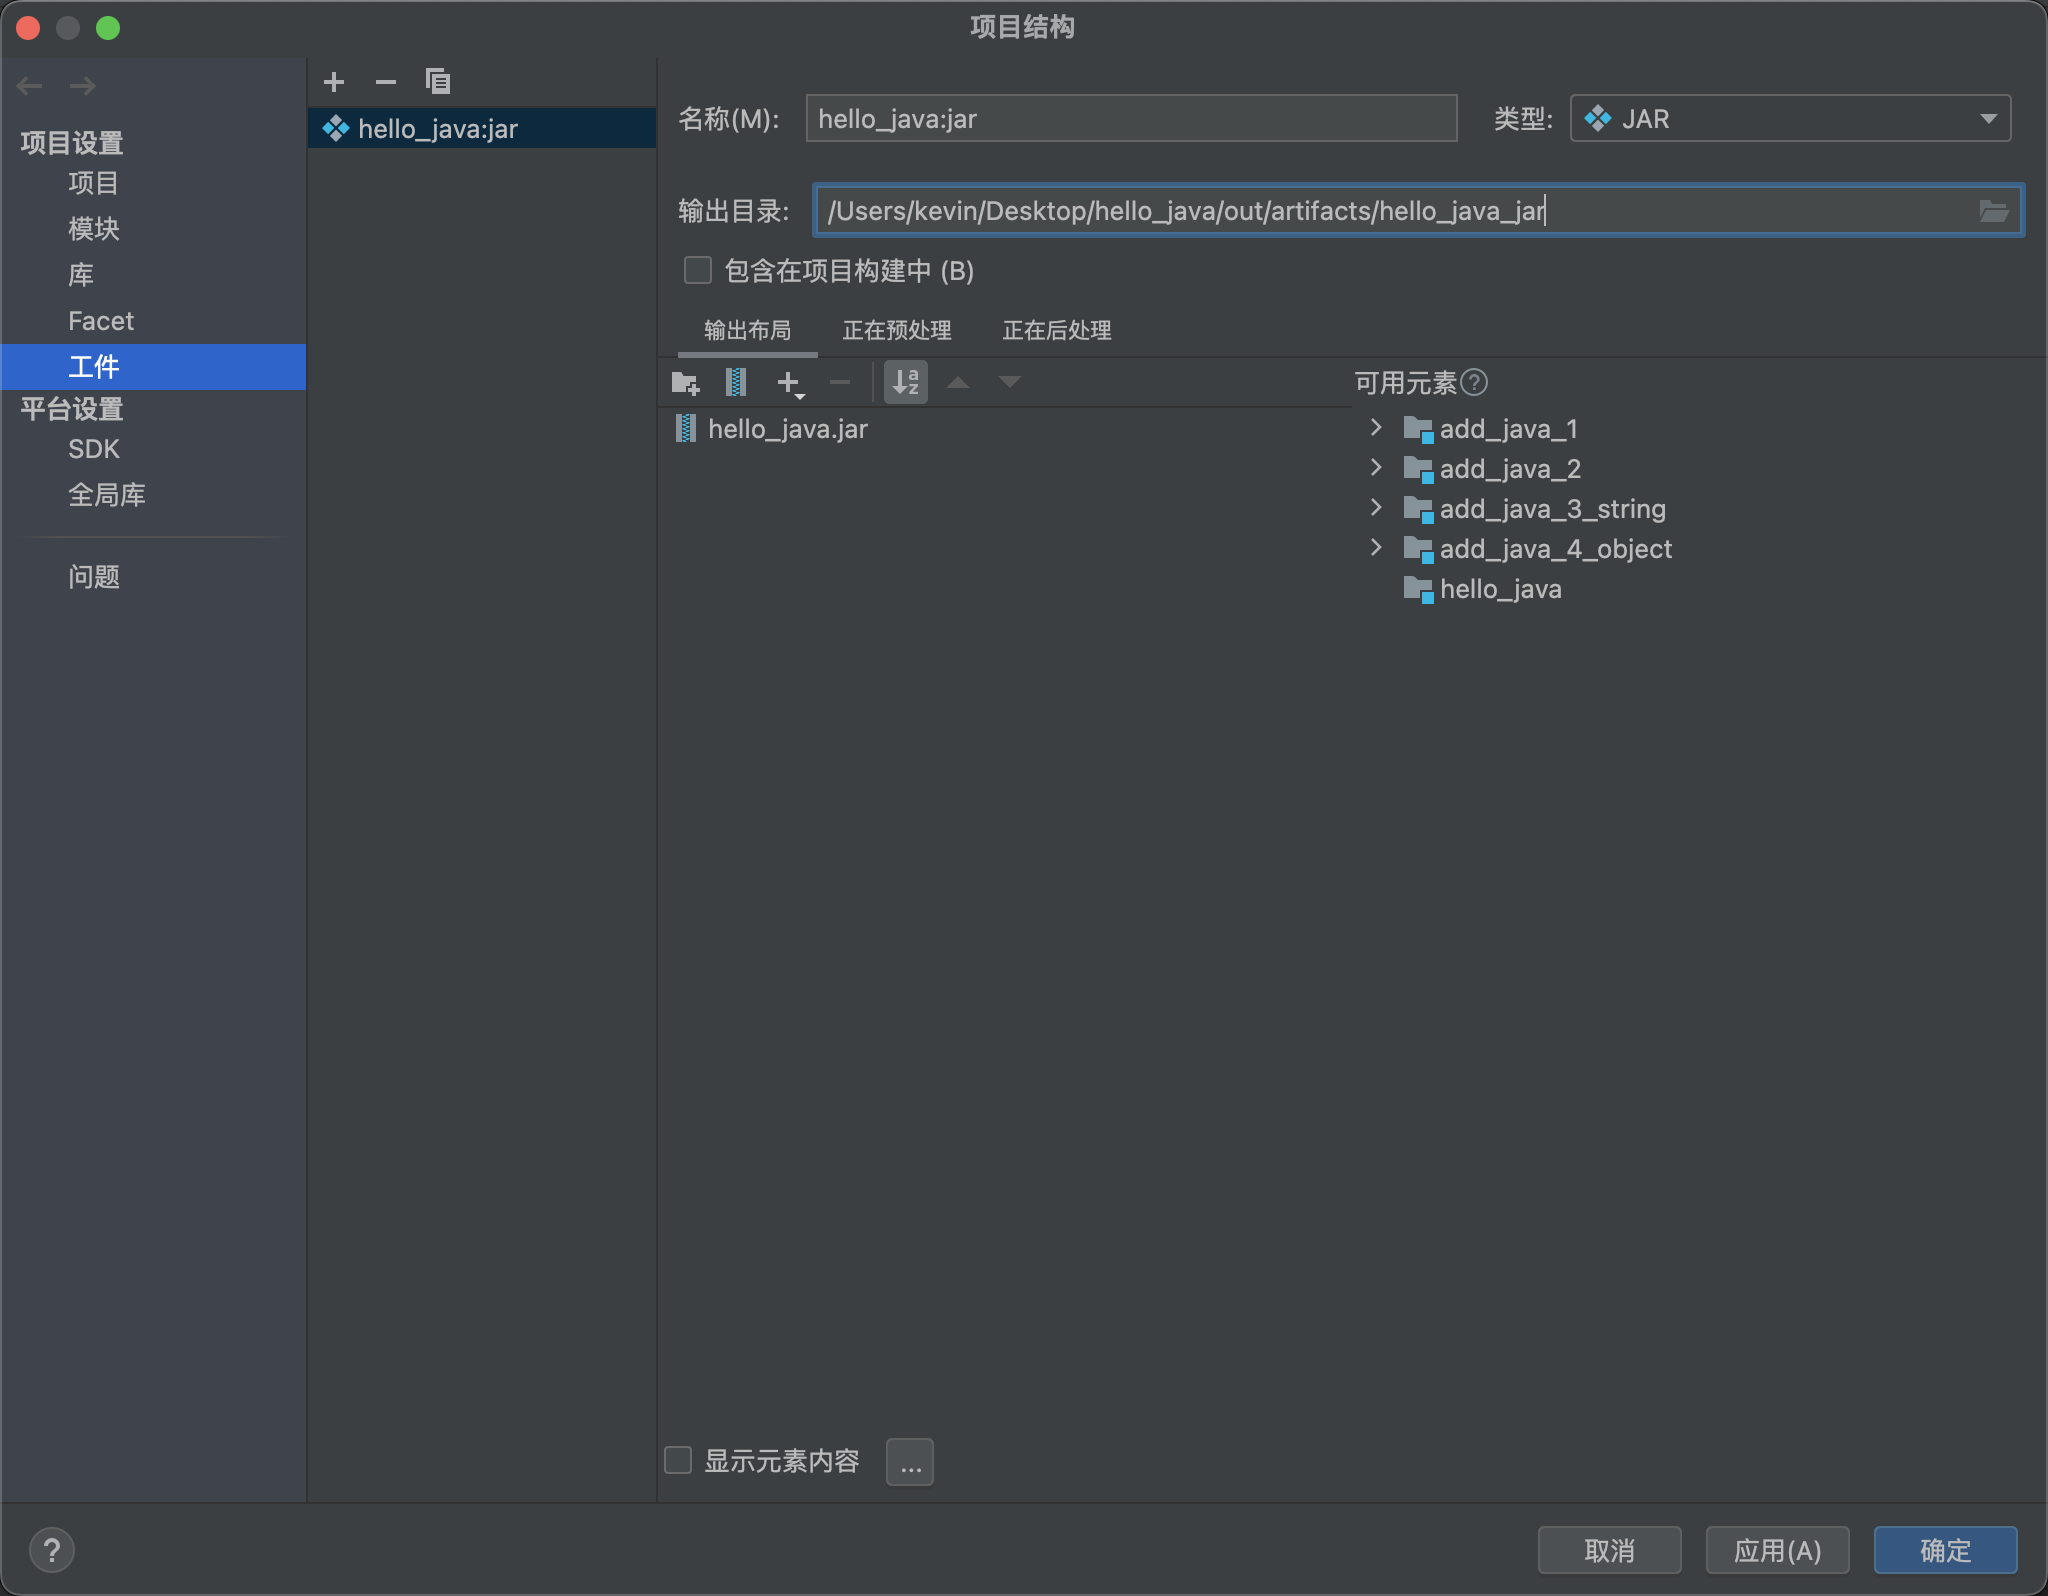 项目结构
项目设置
项目
模块
库
Facet
工件
平台设置
SDK
全局库
问题
hello_java:jar
名称(M): hello_java:jar 类型: JAR
输出目录: /Users/kevin/Desktop/hello_java/out/artifacts/hello_java_jar
包含在项目构建中 (B)
输出布局 正在预处理 正在后处理
a z
hello_java.jar
可用元素 ?
add_java_1
add_java_2
add_java_3_string
add_java_4_object
hello_java
显示元素内容 ...
? 取消 应用(A) 确定